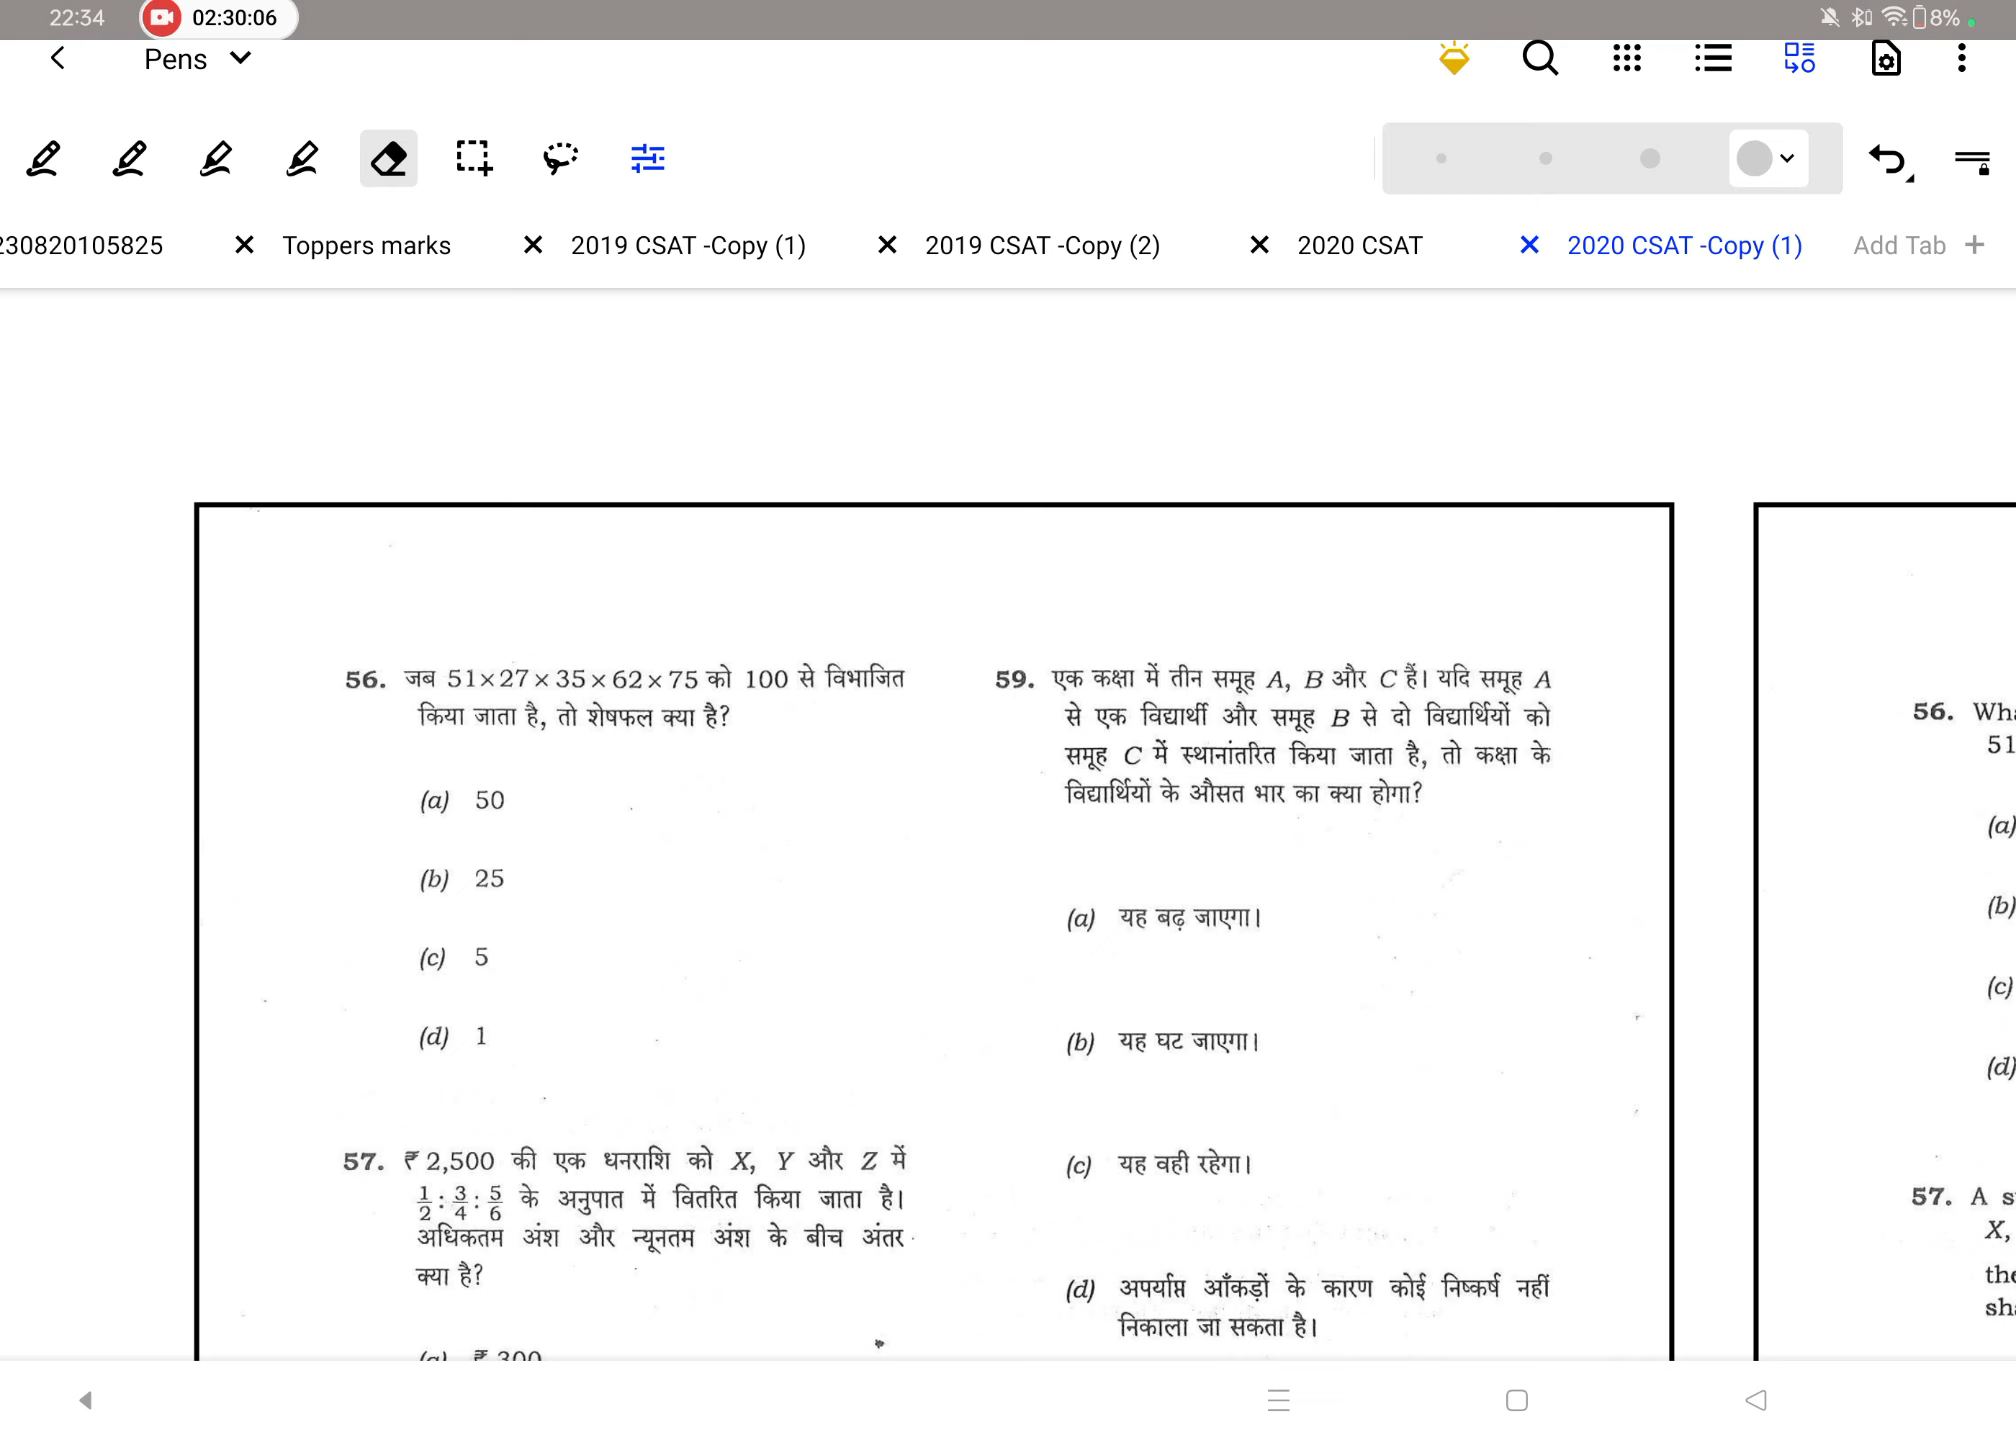 22:34
02:30:06
8%
Pens
230820105825
Toppers marks
2019 CSAT -Copy (1)
2019 CSAT -Copy (2)
2020 CSAT
2020 CSAT -Copy (1)
Add Tab +
56. जब 51×27×35×62×75 को 100 से विभाजित
किया जाता है, तो शेषफल क्या है?
(a) 50
(b) 25
(c) 5
(d) 1
57. ₹ 2,500 की एक धनराशि को X, Y और Z में
1/2 : 3/4 : 5/6 के अनुपात में वितरित किया जाता है।
अधिकतम अंश और न्यूनतम अंश के बीच अंतर
क्या है?
(a) ₹ 300
59. एक कक्षा में तीन समूह A, B और C हैं। यदि समूह A
से एक विद्यार्थी और समूह B से दो विद्यार्थियों को
समूह C में स्थानांतरित किया जाता है, तो कक्षा के
विद्यार्थियों के औसत भार का क्या होगा?
(a) यह बढ़ जाएगा।
(b) यह घट जाएगा।
(c) यह वही रहेगा।
(d) अपर्याप्त आँकड़ों के कारण कोई निष्कर्ष नहीं
निकाला जा सकता है।
56.
51
(a)
(b)
(c)
(d)
57. A
X,